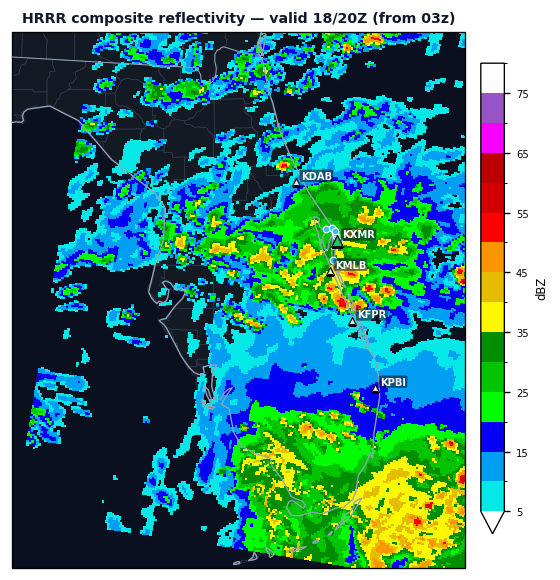 HRRR composite reflectivity — valid 18/20Z (from 03z)
KDAB
KXMR
KMLB
KFPR
KPBI
75
65
55
45
35
25
15
5
dBZ